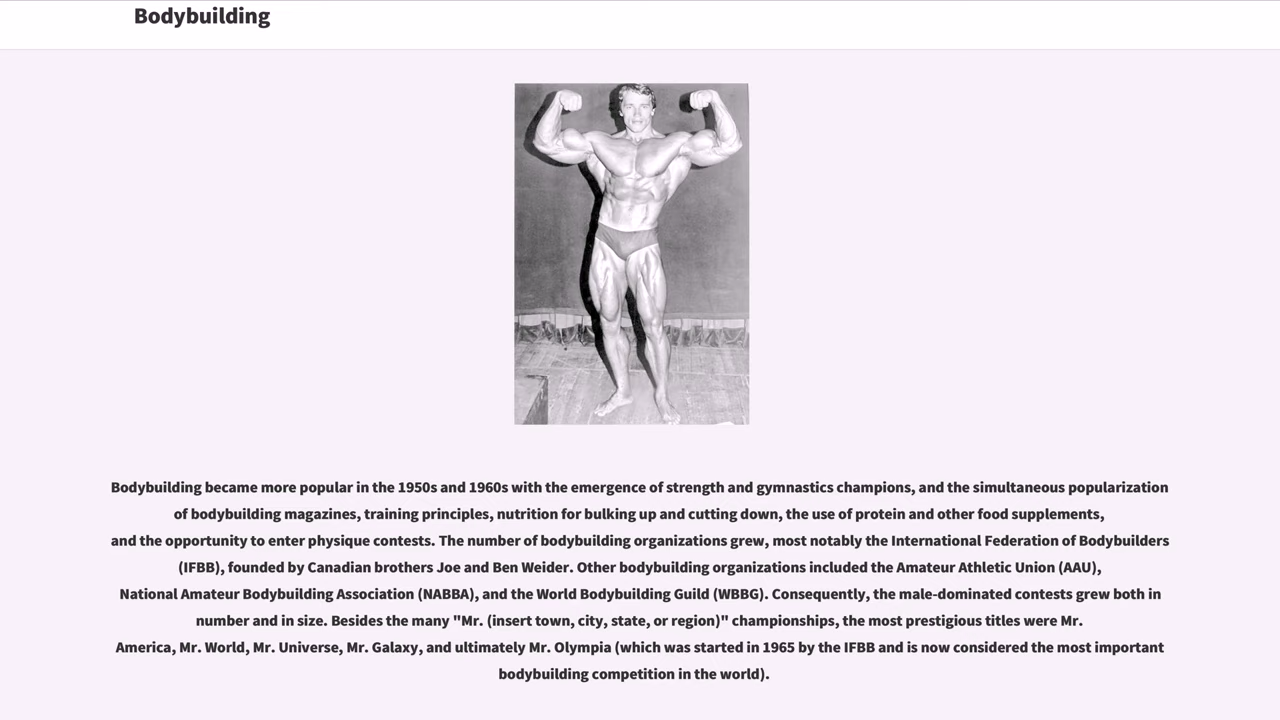 Bodybuilding
Bodybuilding became more popular in the 1950s and 1960s with the emergence of strength and gymnastics champions, and the simultaneous popularization
of bodybuilding magazines, training principles, nutrition for bulking up and cutting down, the use of protein and other food supplements,
and the opportunity to enter physique contests. The number of bodybuilding organizations grew, most notably the International Federation of Bodybuilders
(IFBB), founded by Canadian brothers Joe and Ben Weider. Other bodybuilding organizations included the Amateur Athletic Union (AAU),
National Amateur Bodybuilding Association (NABBA), and the World Bodybuilding Guild (WBBG). Consequently, the male-dominated contests grew both in
number and in size. Besides the many "Mr. (insert town, city, state, or region)" championships, the most prestigious titles were Mr.
America, Mr. World, Mr. Universe, Mr. Galaxy, and ultimately Mr. Olympia (which was started in 1965 by the IFBB and is now considered the most important
bodybuilding competition in the world).